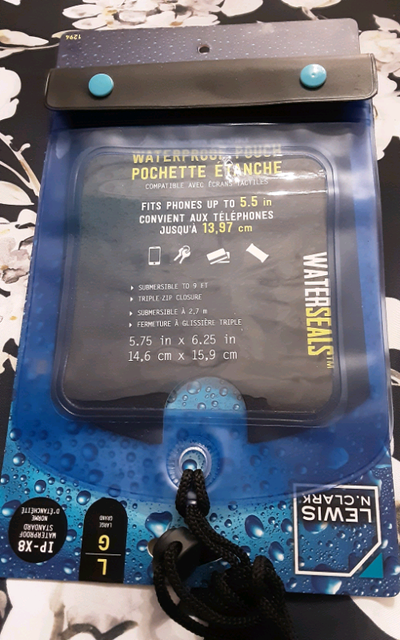 1294
WATERPROOF POUCH
POCHETTE ÉTANCHE
COMPATIBLE AVEC ÉCRANS TACTILES
FITS PHONES UP TO 5.5 in
CONVIENT AUX TÉLÉPHONES
JUSQU'À 13,97 cm
SUBMERSIBLE TO 9 FT
TRIPLE ZIP CLOSURE
SUBMERSIBLE À 2,7 m
FERMETURE À GLISSIÈRE TRIPLE
5.75 in x 6.25 in
14,6 cm x 15,9 cm
WATERSEALS™
LEWIS
N.CLARK
L
G
LARGE
GRAND
IP-X8
WATERPROOF
STANDARD
NORME
D'ÉTANCHÉITÉ